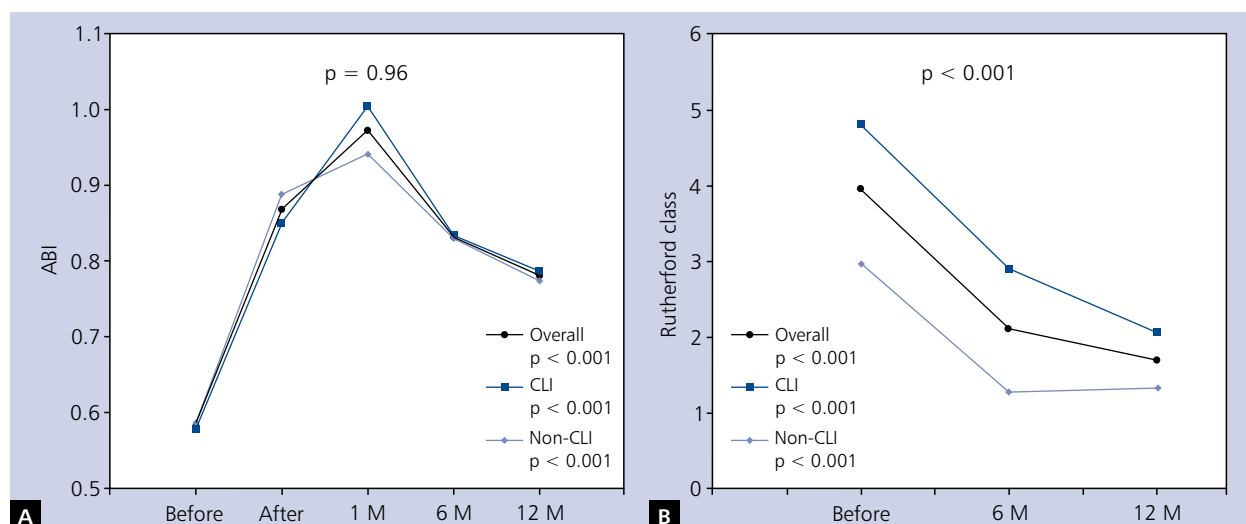 1.1
1.0
0.9
0.8
0.7
0.6
0.5
ABI
p = 0.96
Overall
p < 0.001
CLI
p < 0.001
Non-CLI
p < 0.001
Before After 1 M 6 M 12 M
A
6
5
4
3
2
1
0
Rutherford class
p < 0.001
Overall
p < 0.001
CLI
p < 0.001
Non-CLI
p < 0.001
Before 6 M 12 M
B